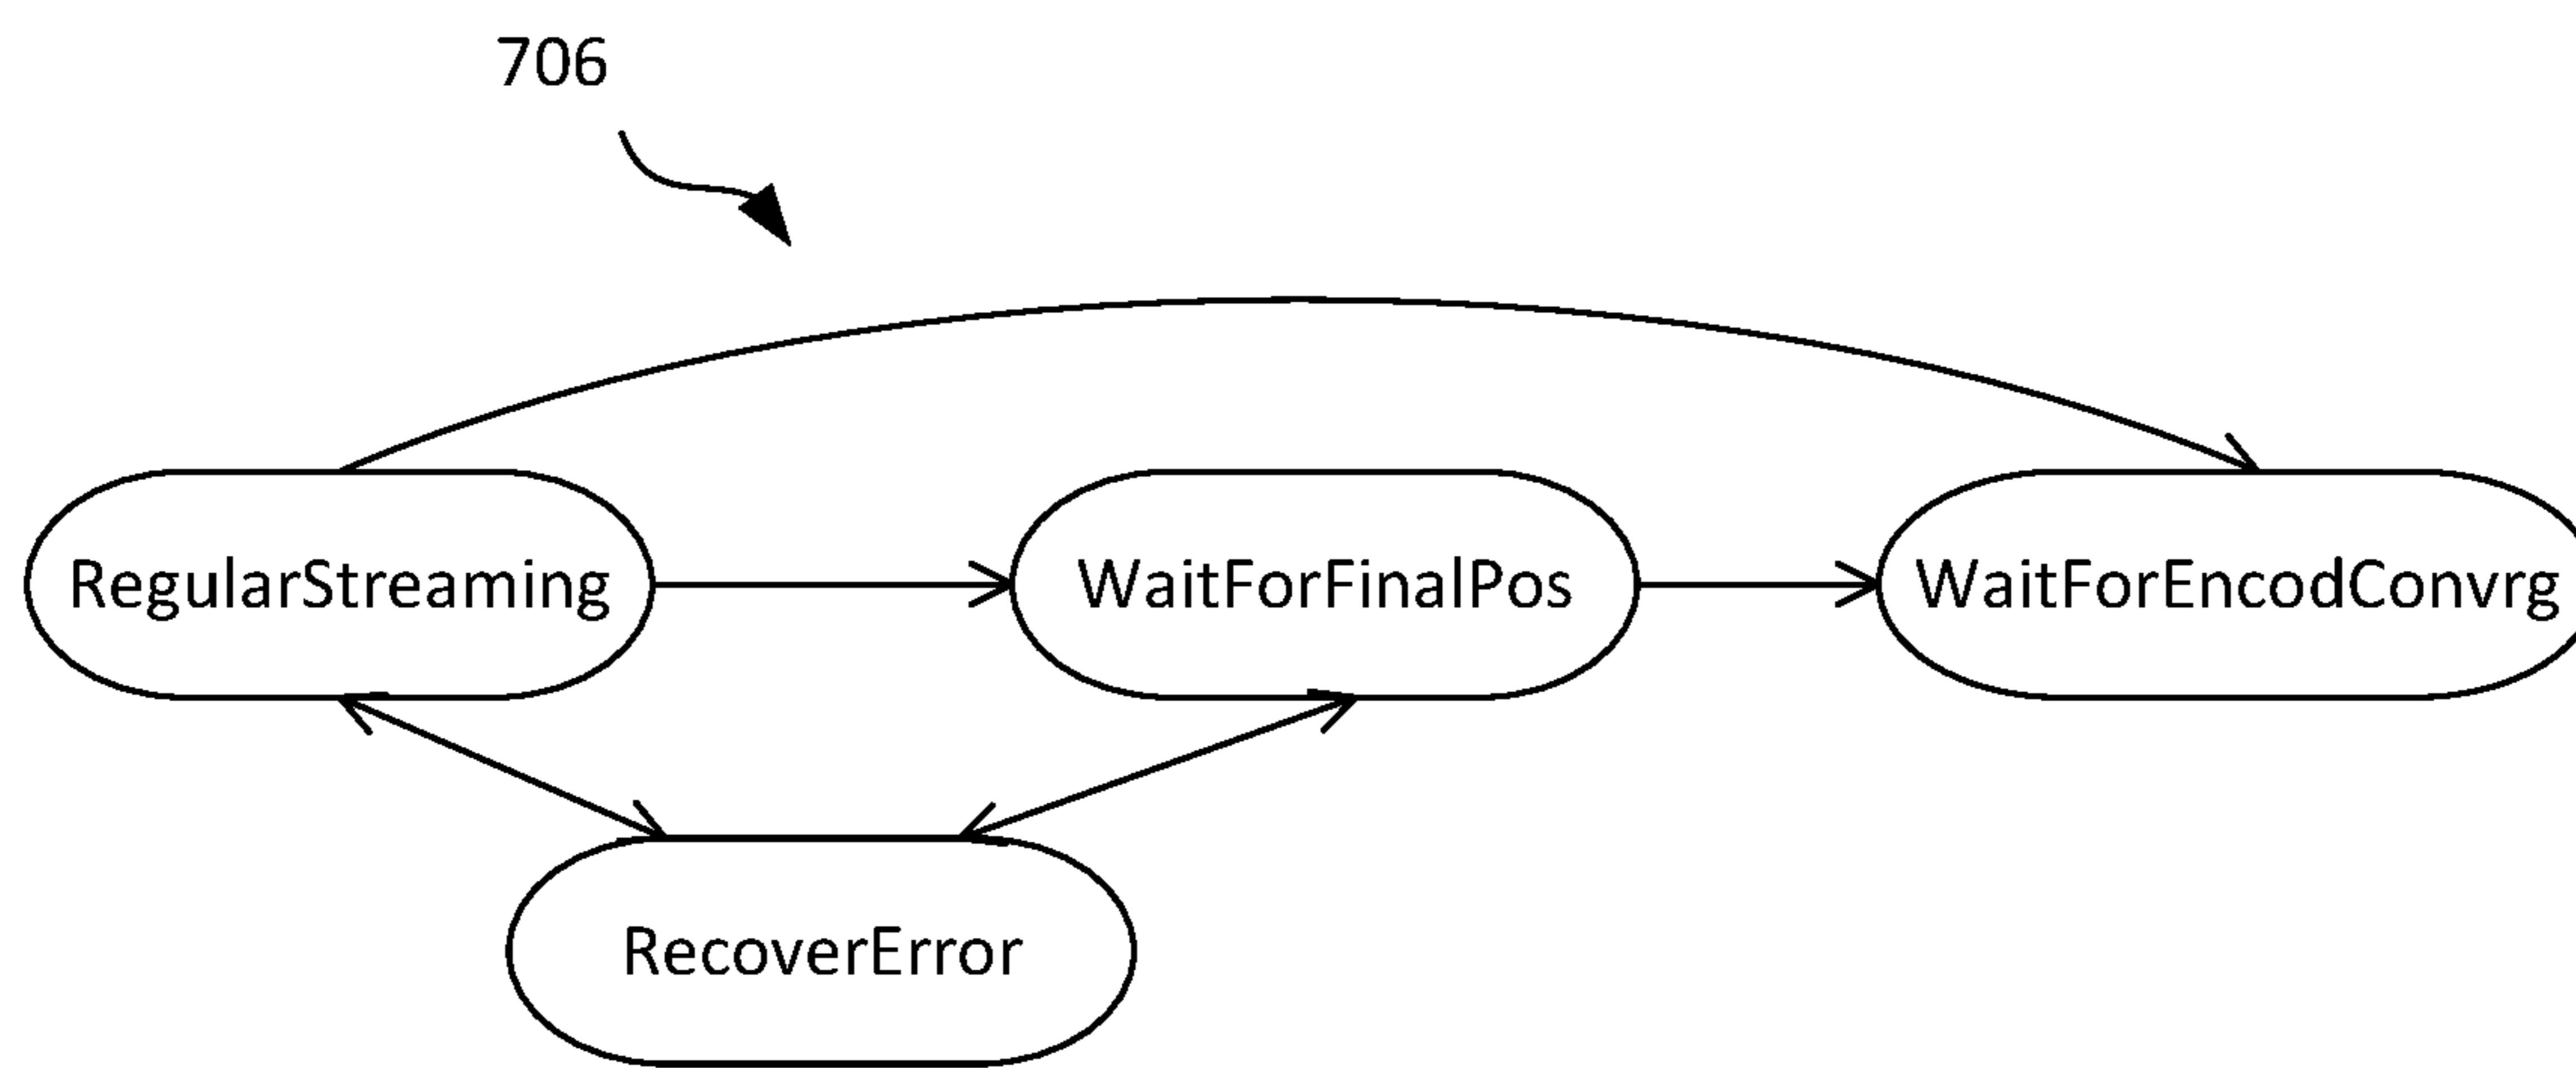 706
RegularStreaming
WaitForFinalPos
WaitForEncodConvrg
RecoverError